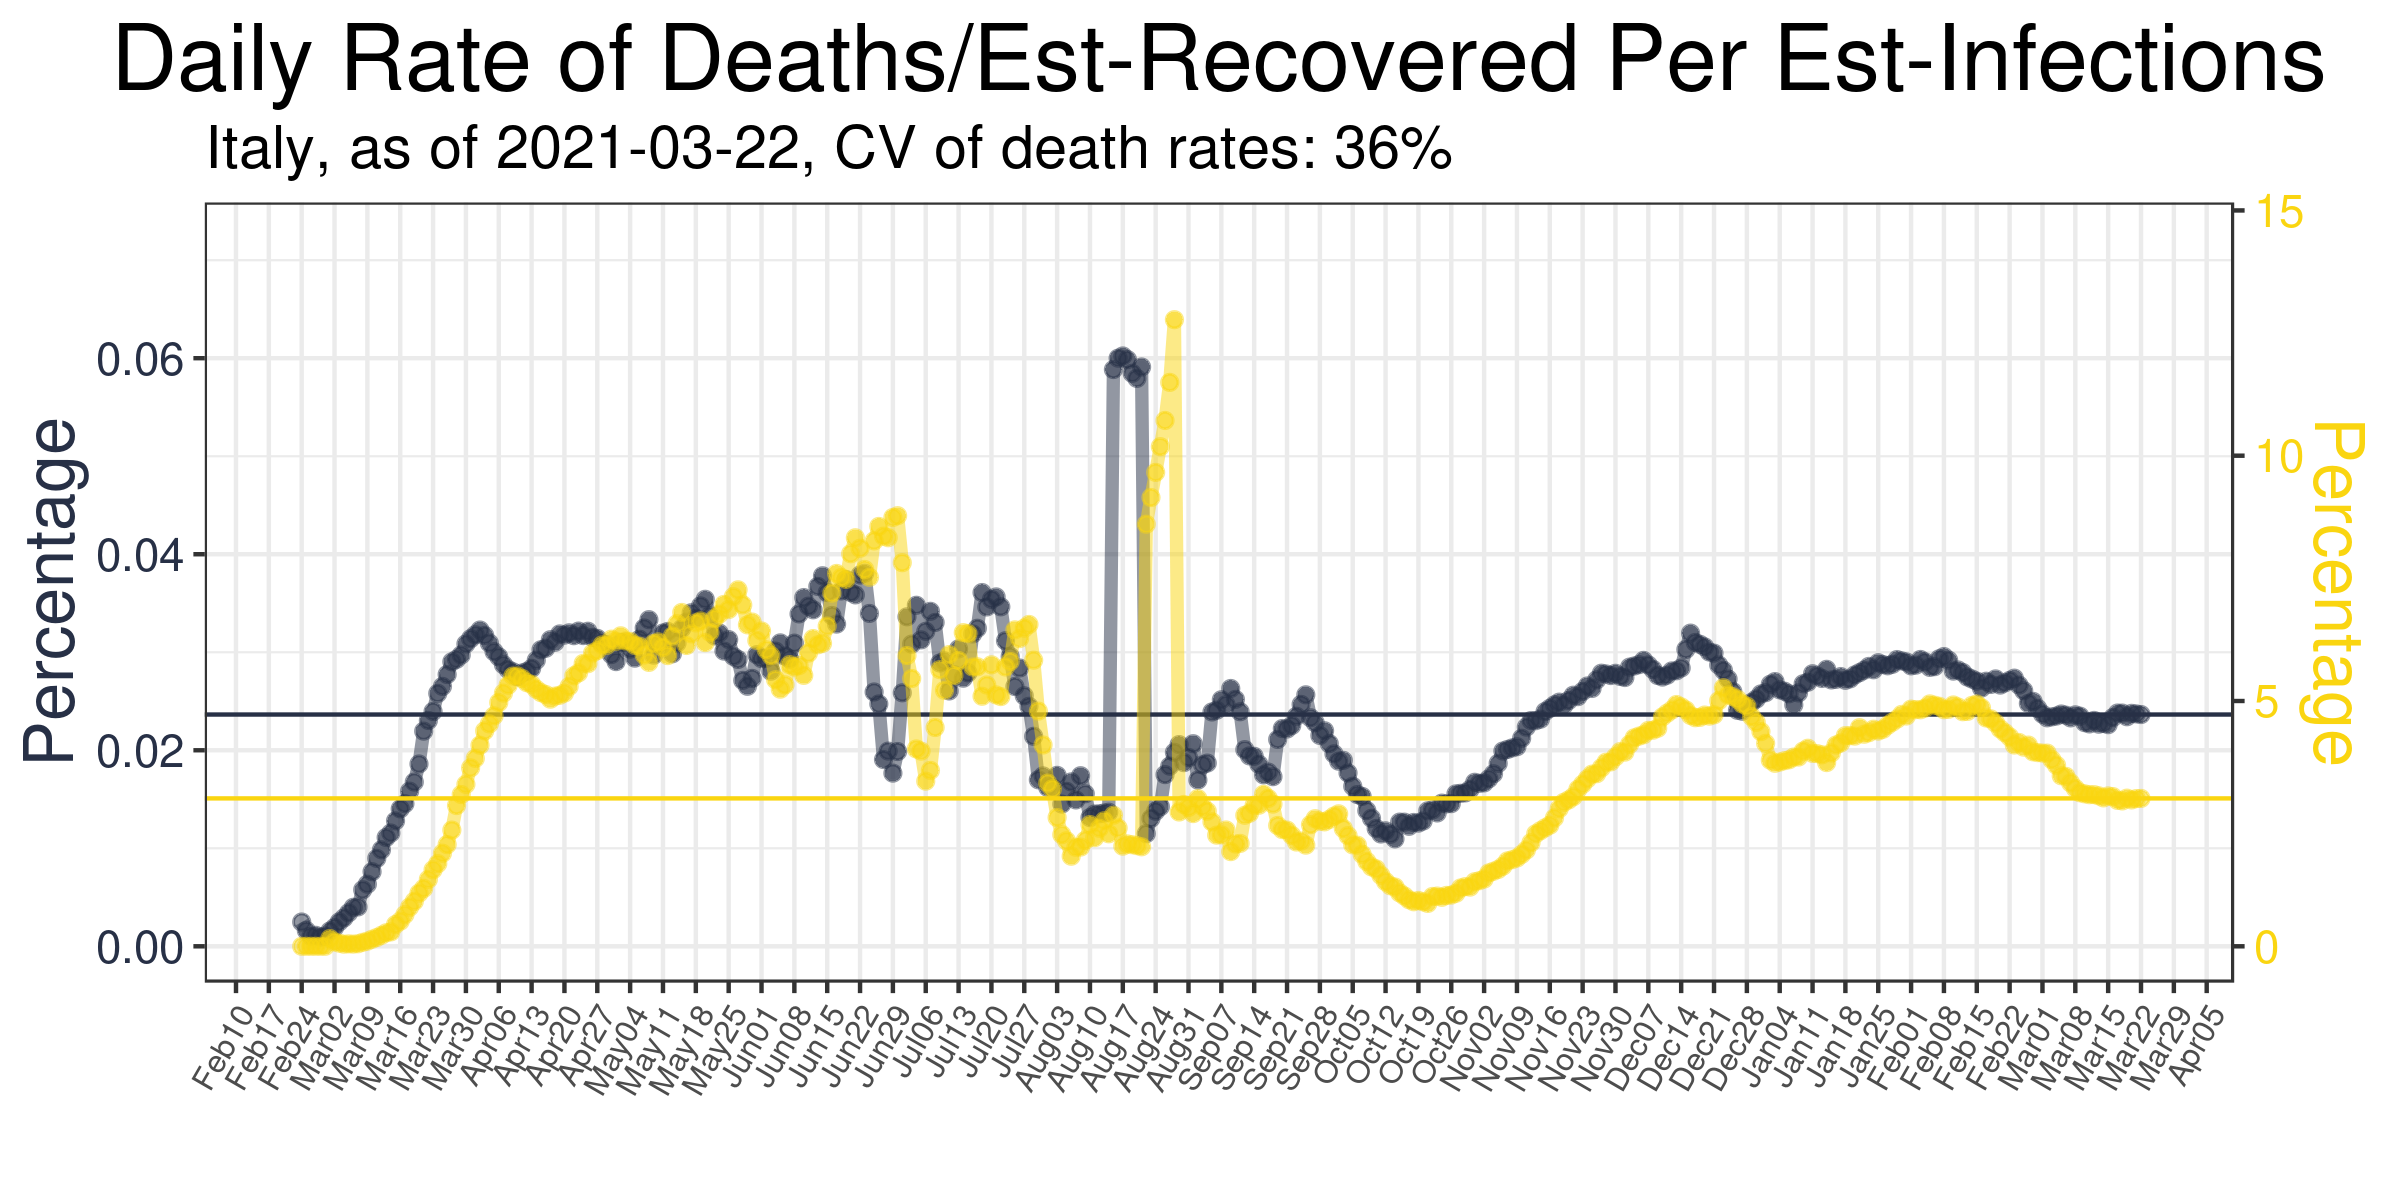 Daily Rate of Deaths/Est-Recovered Per Est-Infections
Italy, as of 2021-03-22, CV of death rates: 36%
Percentage
0.06
0.04
0.02
0.00
15
10
5
0
Percentage
Feb10
Feb17
Feb24
Mar02
Mar09
Mar16
Mar23
Mar30
Apr06
Apr13
Apr20
Apr27
May04
May11
May18
May25
Jun01
Jun08
Jun15
Jun22
Jun29
Jul06
Jul13
Jul20
Jul27
Aug03
Aug10
Aug17
Aug24
Aug31
Sep07
Sep14
Sep21
Sep28
Oct05
Oct12
Oct19
Oct26
Nov02
Nov09
Nov16
Nov23
Nov30
Dec07
Dec14
Dec21
Dec28
Jan04
Jan11
Jan18
Jan25
Feb01
Feb08
Feb15
Feb22
Mar01
Mar08
Mar15
Mar22
Mar29
Apr05